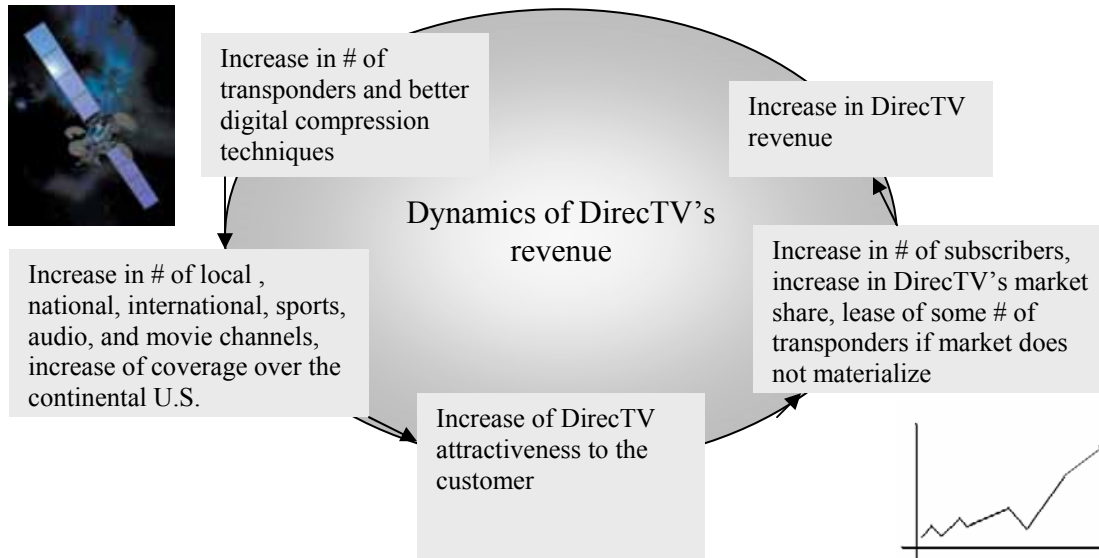 Increase in # of
transponders and better
digital compression
techniques
Increase in DirecTV
revenue
Dynamics of DirecTV’s
revenue
Increase in # of local ,
national, international, sports,
audio, and movie channels,
increase of coverage over the
continental U.S.
Increase in # of subscribers,
increase in DirecTV’s market
share, lease of some # of
transponders if market does
not materialize
Increase of DirecTV
attractiveness to the
customer